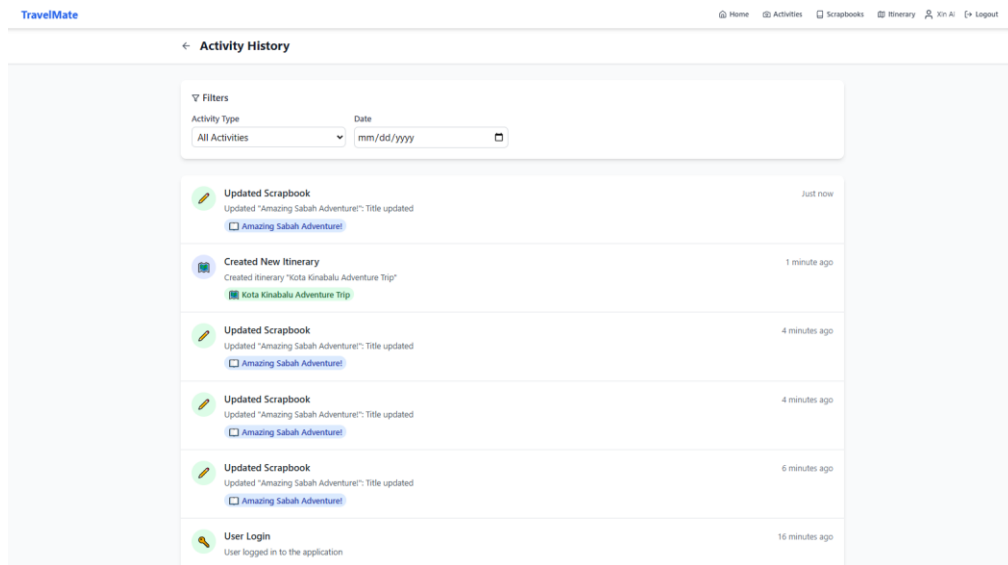 TravelMate
Home Activities Scrapbooks Itinerary Xin Ai Logout
Activity History
Filters
Activity Type Date
All Activities mm/dd/yyyy
Updated Scrapbook Just now
Updated "Amazing Sabah Adventure!": Title updated
Amazing Sabah Adventure!
Created New Itinerary 1 minute ago
Created itinerary "Kota Kinabalu Adventure Trip"
Kota Kinabalu Adventure Trip
Updated Scrapbook 4 minutes ago
Updated "Amazing Sabah Adventure!": Title updated
Amazing Sabah Adventure!
Updated Scrapbook 4 minutes ago
Updated "Amazing Sabah Adventure!": Title updated
Amazing Sabah Adventure!
Updated Scrapbook 6 minutes ago
Updated "Amazing Sabah Adventure!": Title updated
Amazing Sabah Adventure!
User Login 16 minutes ago
User logged in to the application